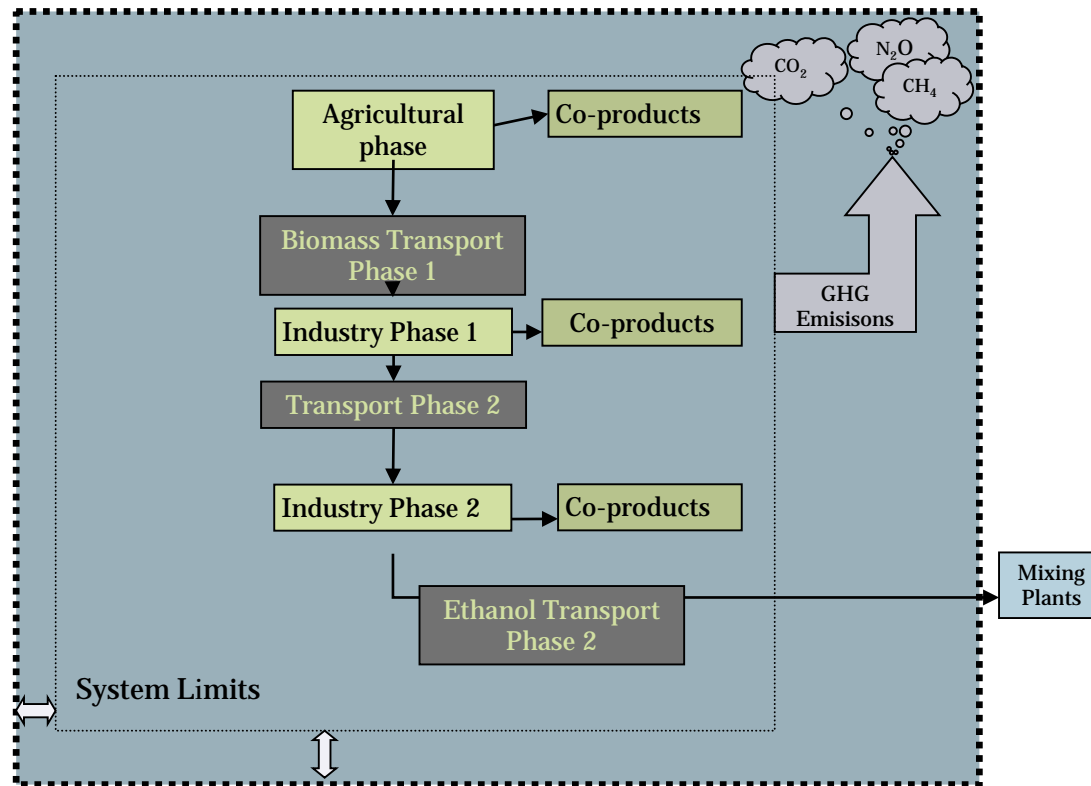 CO₂
N₂O
CH₄
Agricultural
phase
Co-products
Biomass Transport
Phase 1
GHG
Emisisons
Industry Phase 1
Co-products
Transport Phase 2
Industry Phase 2
Co-products
Mixing
Plants
Ethanol Transport
Phase 2
System Limits